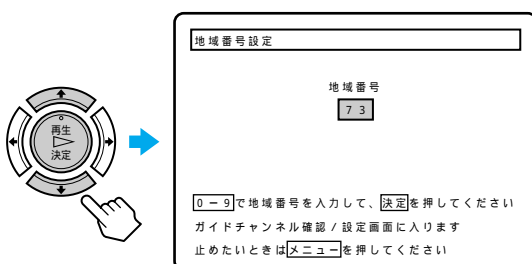 地域番号設定
地域番号
73
再生
決定
0－9で地域番号を入力して、決定を押してください
ガイドチャンネル確認/設定画面に入ります
止めたいときはメニューを押してください